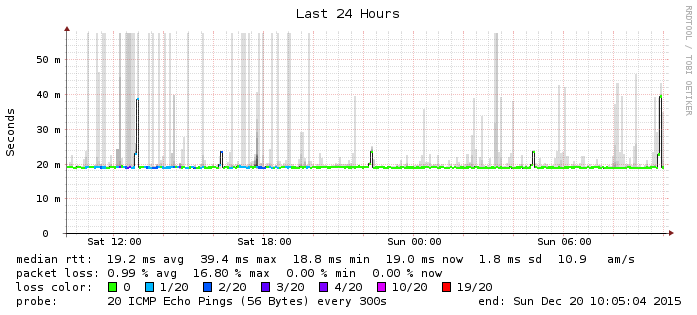 Last 24 Hours
RRDTOOL / TOBI OETIKER
Seconds
50 m
40 m
30 m
20 m
10 m
0
Sat 12:00 Sat 18:00 Sun 00:00 Sun 06:00
median rtt: 19.2 ms avg 39.4 ms max 18.8 ms min 19.0 ms now 1.8 ms sd 10.9 am/s
packet loss: 0.99 % avg 16.80 % max 0.00 % min 0.00 % now
loss color: 0 1/20 2/20 3/20 4/20 10/20 19/20
probe: 20 ICMP Echo Pings (56 Bytes) every 300s end: Sun Dec 20 10:05:04 2015